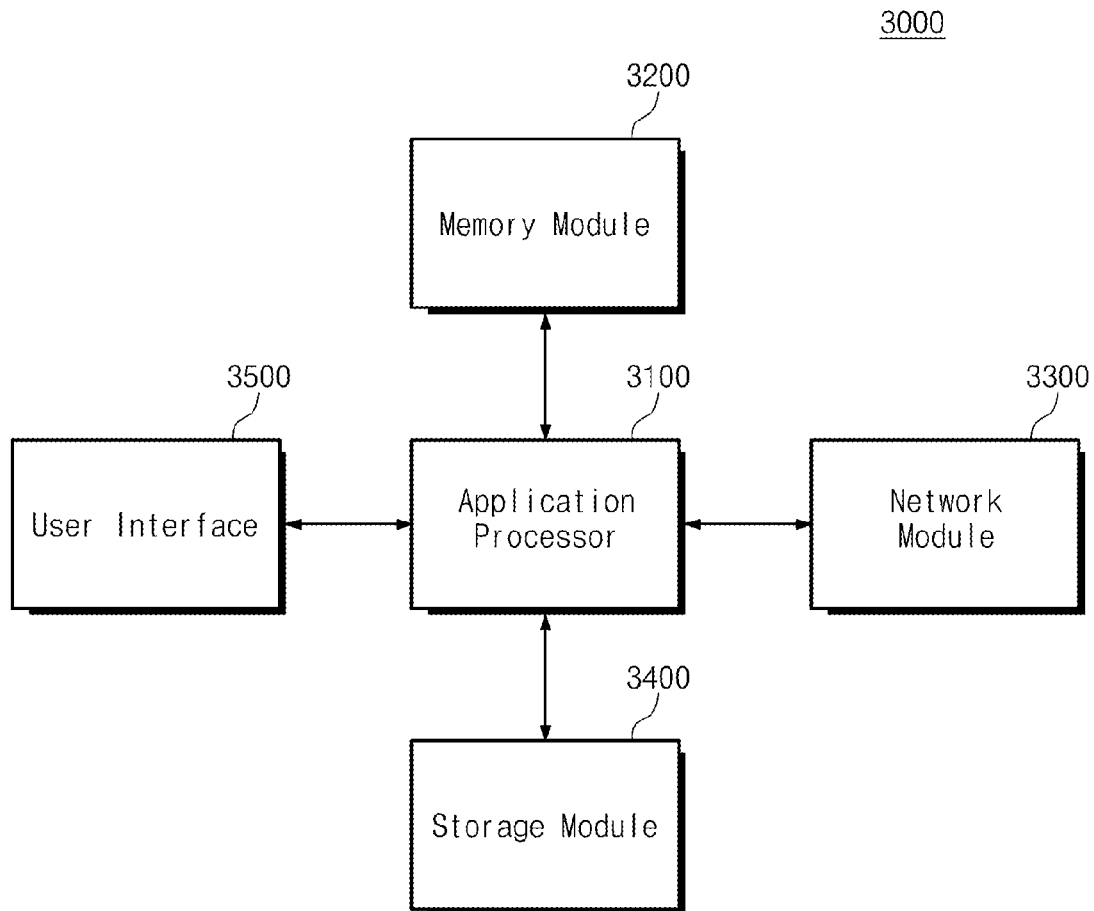 3000
3200
Memory Module
3500
3100
3300
User Interface
Application
Processor
Network
Module
3400
Storage Module